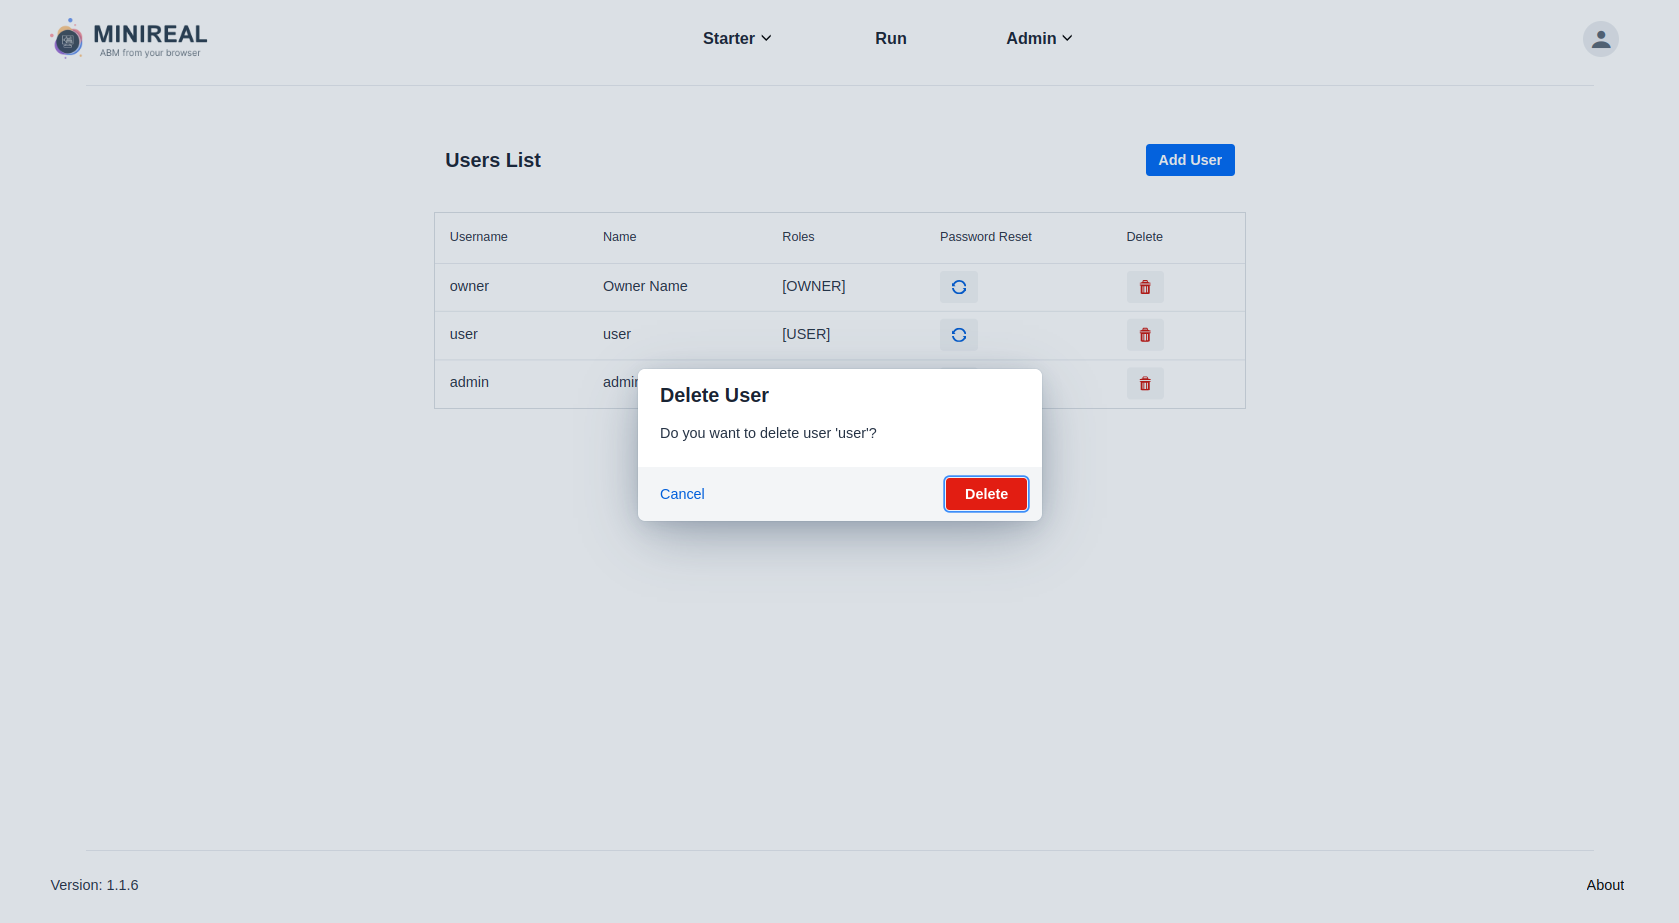 MINIREAL
ABM from your browser
Starter
Run
Admin
Users List
Add User
Username Name Roles Password Reset Delete
owner Owner Name [OWNER]
user user [USER]
admin
Delete User
Do you want to delete user 'user'?
Cancel Delete
Version: 1.1.6
About